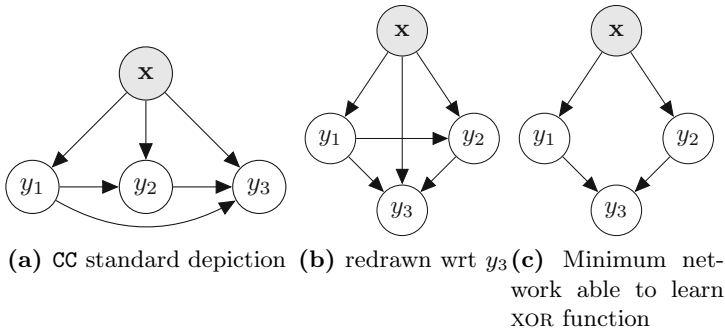 x
y1 y2 y3
(a) CC standard depiction
x
y1 y2
y3
(b) redrawn wrt y3
x
y1 y2
y3
(c) Minimum net-
work able to learn
XOR function